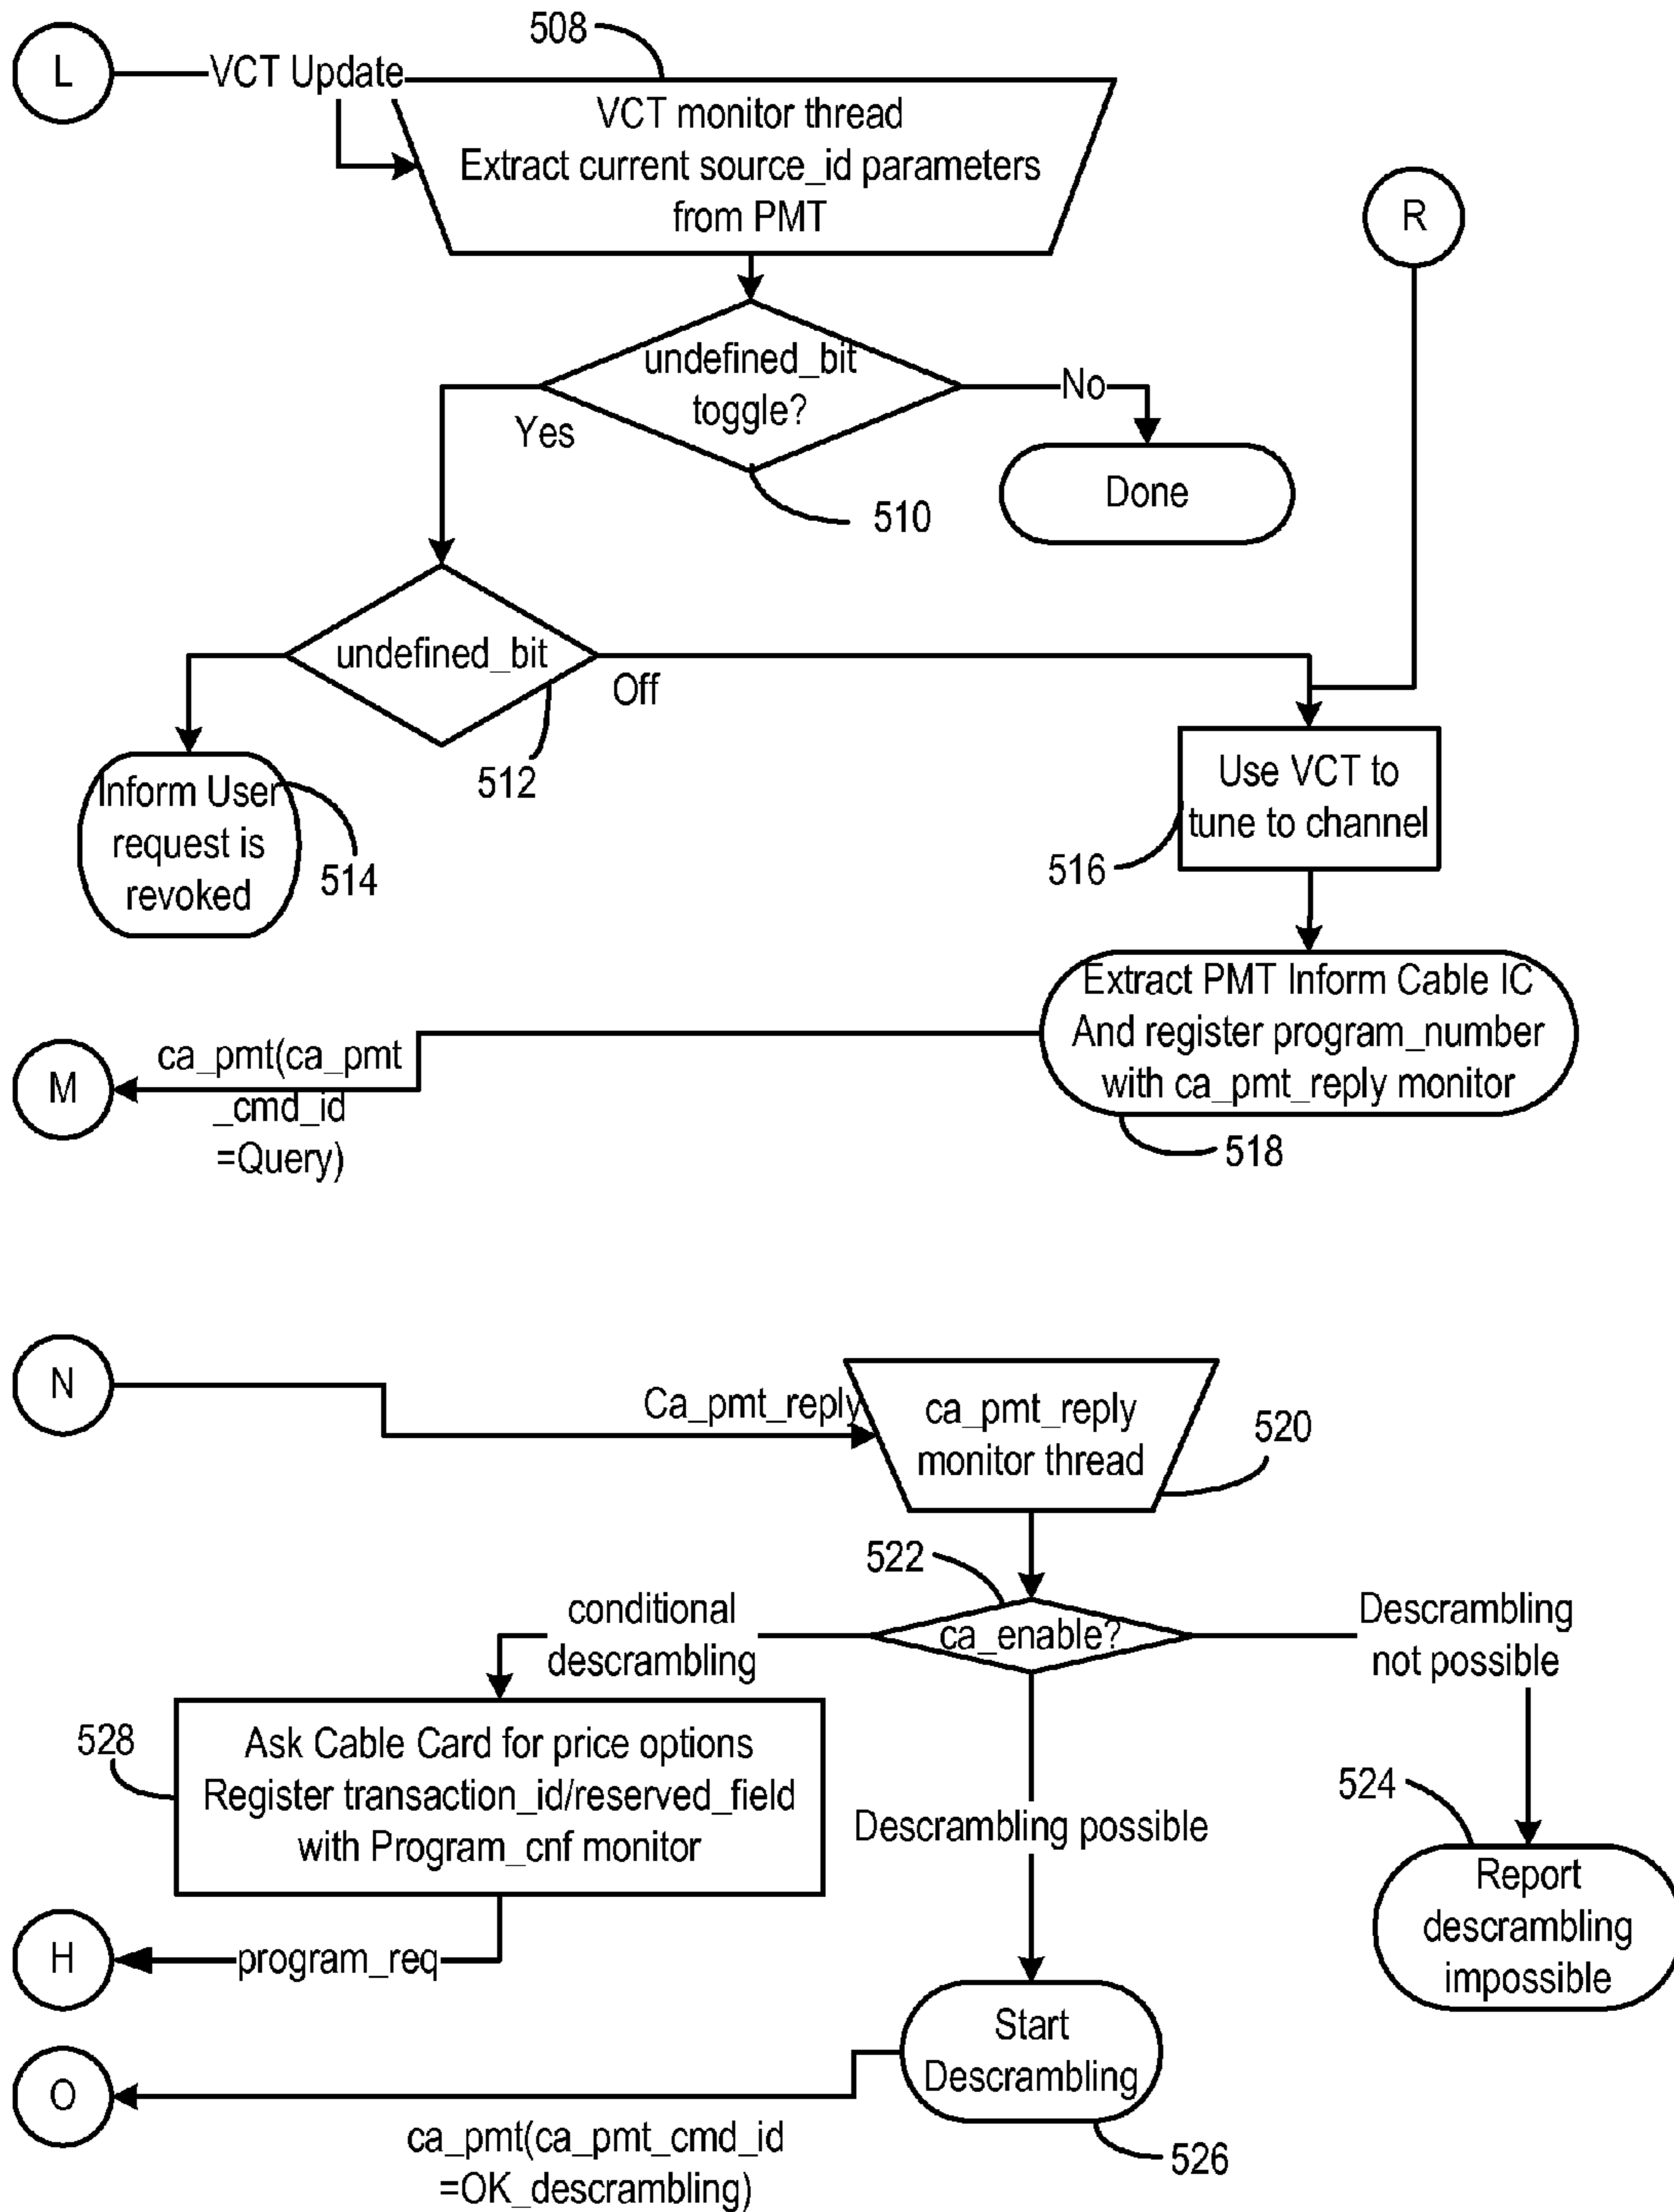 508
L
VCT Update
VCT monitor thread
Extract current source_id parameters
from PMT
R
undefined_bit
toggle?
No
Yes
Done
510
undefined_bit
Off
512
Inform User
request is
revoked
514
Use VCT to
tune to channel
516
Extract PMT Inform Cable IC
And register program_number
with ca_pmt_reply monitor
518
M
ca_pmt(ca_pmt
_cmd_id
=Query)
N
Ca_pmt_reply
ca_pmt_reply
monitor thread
520
522
ca_enable?
conditional
descrambling
Descrambling
not possible
528
Ask Cable Card for price options
Register transaction_id/reserved_field
with Program_cnf monitor
Descrambling possible
524
Report
descrambling
impossible
H
program_req
Start
Descrambling
526
O
ca_pmt(ca_pmt_cmd_id
=OK_descrambling)